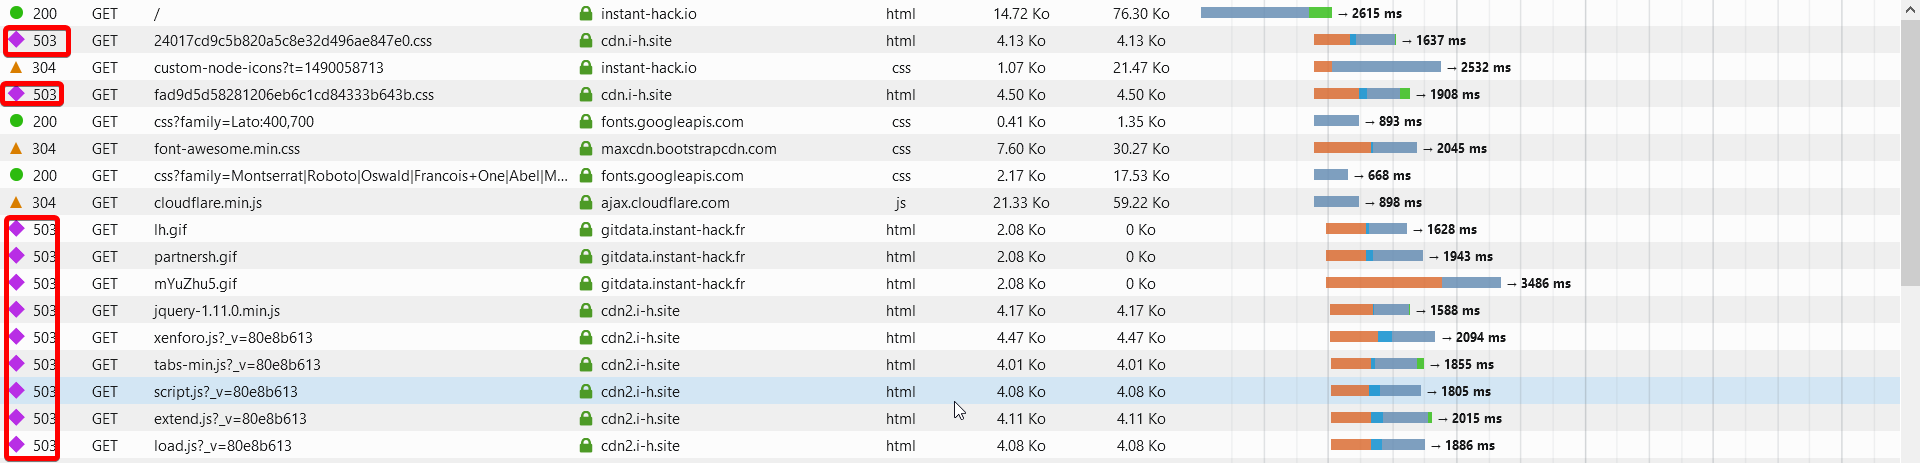 200 GET / instant-hack.io html 14.72 Ko 76.30 Ko → 2615 ms
503 GET 24017cd9c5b820a5c8e32d496ae847e0.css cdn.i-h.site html 4.13 Ko 4.13 Ko → 1637 ms
304 GET custom-node-icons?t=1490058713 instant-hack.io css 1.07 Ko 21.47 Ko → 2532 ms
503 GET fad9d5d58281206eb6c1cd84333b643b.css cdn.i-h.site html 4.50 Ko 4.50 Ko → 1908 ms
200 GET css?family=Lato:400,700 fonts.googleapis.com css 0.41 Ko 1.35 Ko → 893 ms
304 GET font-awesome.min.css maxcdn.bootstrapcdn.com css 7.60 Ko 30.27 Ko → 2045 ms
200 GET css?family=Montserrat|Roboto|Oswald|Francois+One|Abel|M... fonts.googleapis.com css 2.17 Ko 17.53 Ko → 668 ms
304 GET cloudflare.min.js ajax.cloudflare.com js 21.33 Ko 59.22 Ko → 898 ms
503 GET lh.gif gitdata.instant-hack.fr html 2.08 Ko 0 Ko → 1628 ms
503 GET partnersh.gif gitdata.instant-hack.fr html 2.08 Ko 0 Ko → 1943 ms
503 GET mYuZhu5.gif gitdata.instant-hack.fr html 2.08 Ko 0 Ko → 3486 ms
503 GET jquery-1.11.0.min.js cdn2.i-h.site html 4.17 Ko 4.17 Ko → 1588 ms
503 GET xenforo.js?_v=80e8b613 cdn2.i-h.site html 4.47 Ko 4.47 Ko → 2094 ms
503 GET tabs-min.js?_v=80e8b613 cdn2.i-h.site html 4.01 Ko 4.01 Ko → 1855 ms
503 GET script.js?_v=80e8b613 cdn2.i-h.site html 4.08 Ko 4.08 Ko → 1805 ms
503 GET extend.js?_v=80e8b613 cdn2.i-h.site html 4.11 Ko 4.11 Ko → 2015 ms
503 GET load.js?_v=80e8b613 cdn2.i-h.site html 4.08 Ko 4.08 Ko → 1886 ms